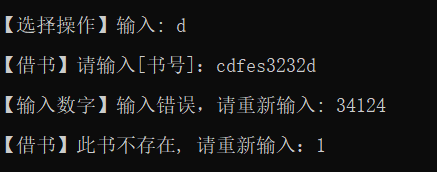 【选择操作】输入: d
【借书】请输入[书号]: cdfes3232d
【输入数字】输入错误，请重新输入: 34124
【借书】此书不存在, 请重新输入：1